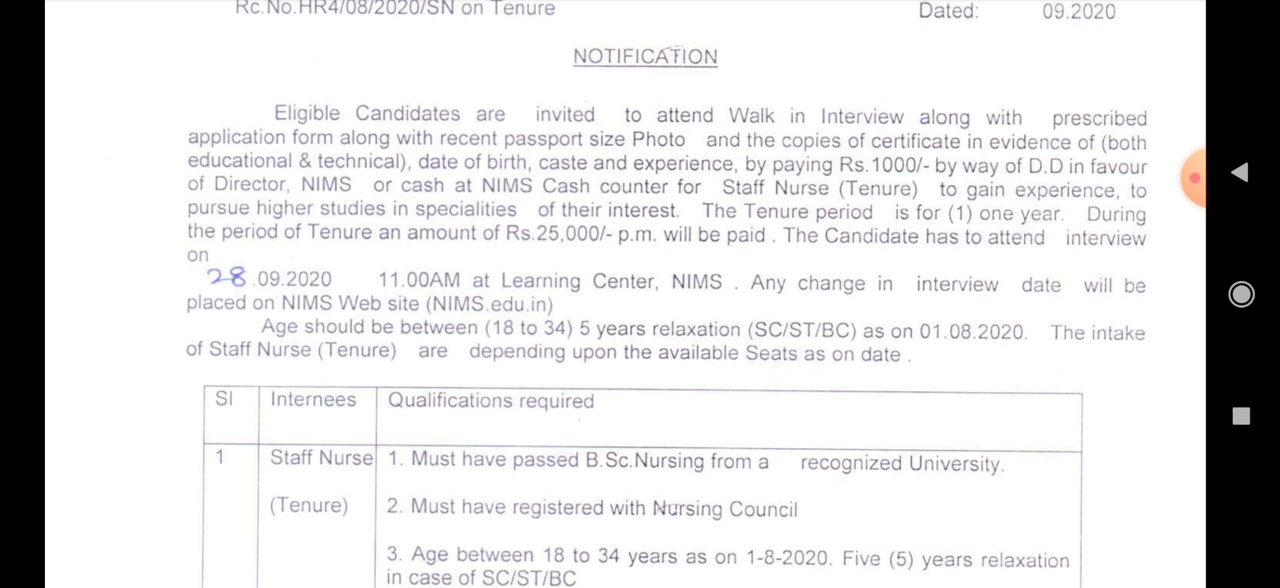 Rc.No.HR4/08/2020/SN on Tenure Dated: 09.2020
NOTIFICATION
Eligible Candidates are invited to attend Walk in Interview along with prescribed
application form along with recent passport size Photo and the copies of certificate in evidence of (both
educational & technical), date of birth, caste and experience, by paying Rs.1000/- by way of D.D in favour
of Director, NIMS or cash at NIMS Cash counter for Staff Nurse (Tenure) to gain experience, to
pursue higher studies in specialities of their interest. The Tenure period is for (1) one year. During
the period of Tenure an amount of Rs.25,000/- p.m. will be paid . The Candidate has to attend interview
on
28.09.2020 11.00AM at Learning Center, NIMS . Any change in interview date will be
placed on NIMS Web site (NIMS.edu.in)
Age should be between (18 to 34) 5 years relaxation (SC/ST/BC) as on 01.08.2020. The intake
of Staff Nurse (Tenure) are depending upon the available Seats as on date .
Sl Internees Qualifications required
1 Staff Nurse 1. Must have passed B.Sc.Nursing from a recognized University.
(Tenure) 2. Must have registered with Nursing Council
3. Age between 18 to 34 years as on 1-8-2020. Five (5) years relaxation
in case of SC/ST/BC